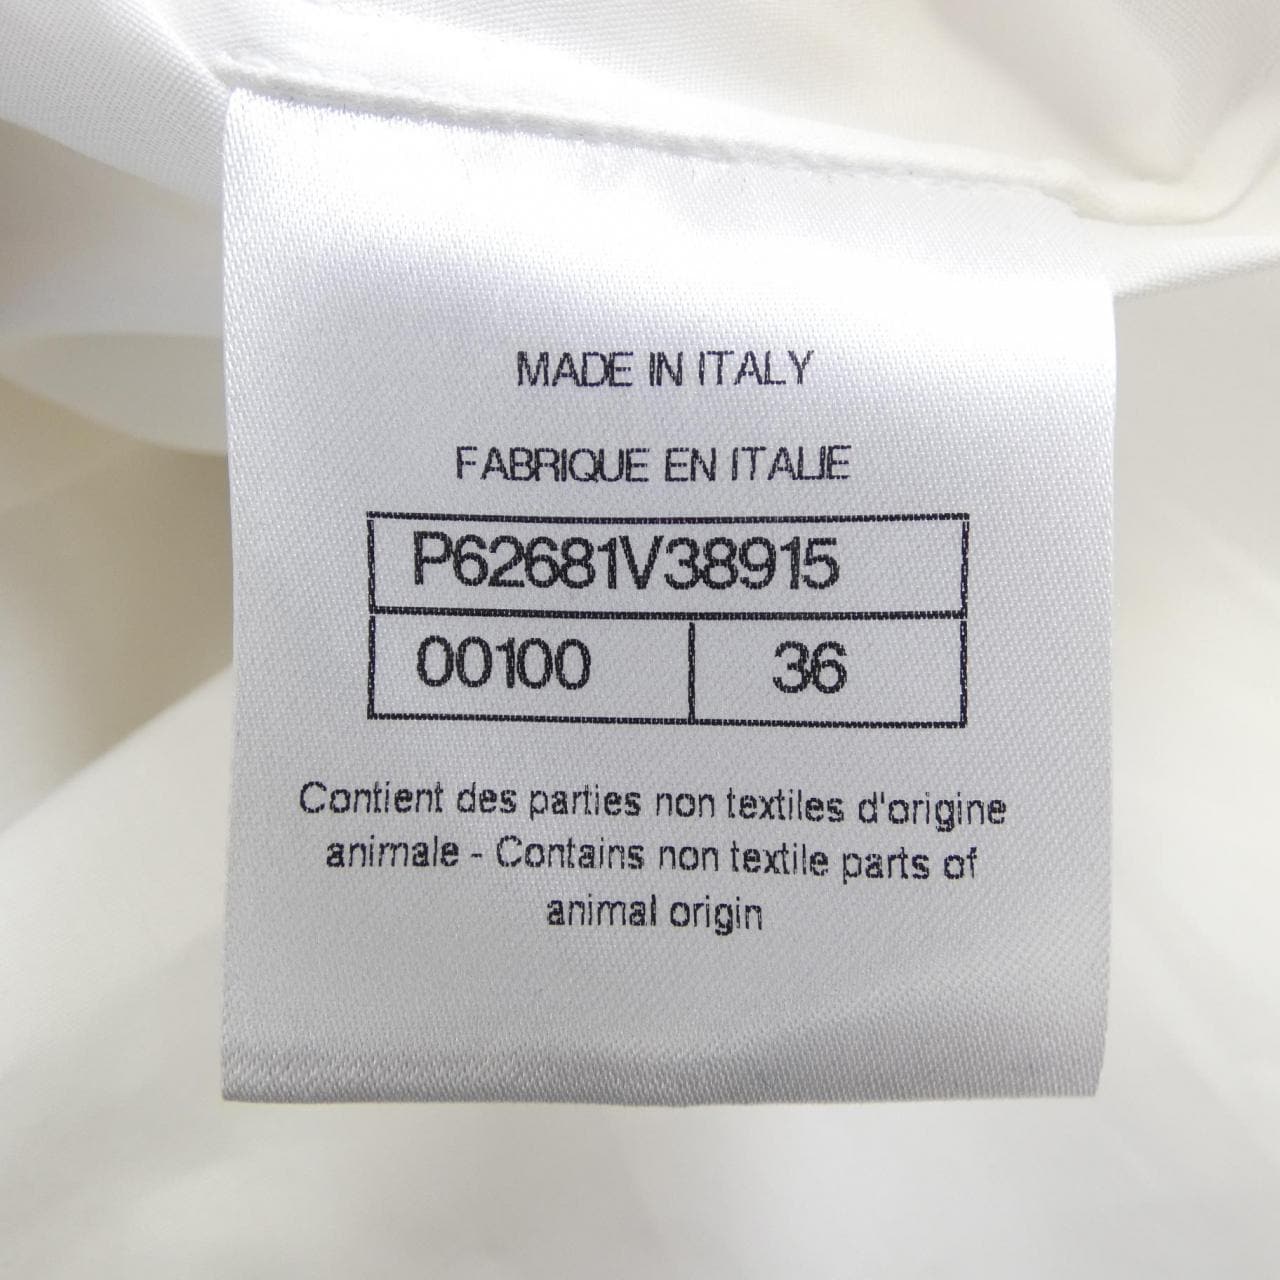 MADE IN ITALY
FABRIQUE EN ITALIE
P62681V38915
00100 36
Contient des parties non textiles d'origine
animale - Contains non textile parts of
animal origin